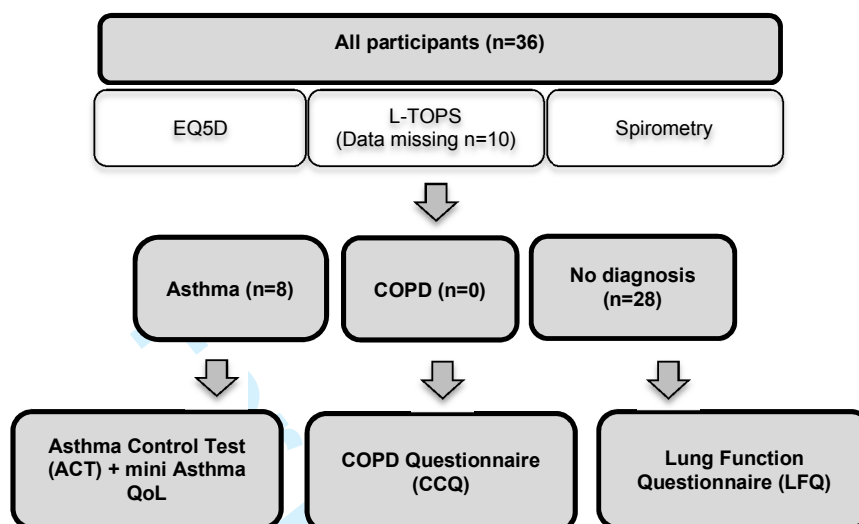 All participants (n=36)
EQ5D
L-TOPS
(Data missing n=10)
Spirometry
Asthma (n=8)
COPD (n=0)
No diagnosis
(n=28)
Asthma Control Test
(ACT) + mini Asthma
QoL
COPD Questionnaire
(CCQ)
Lung Function
Questionnaire (LFQ)